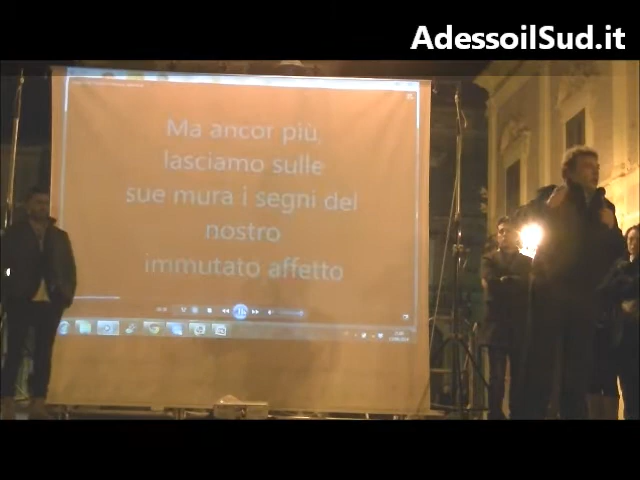 AdessoilSud.it
Ma ancor più,
lasciamo sulle
sue mura i segni del
nostro
immutato affetto